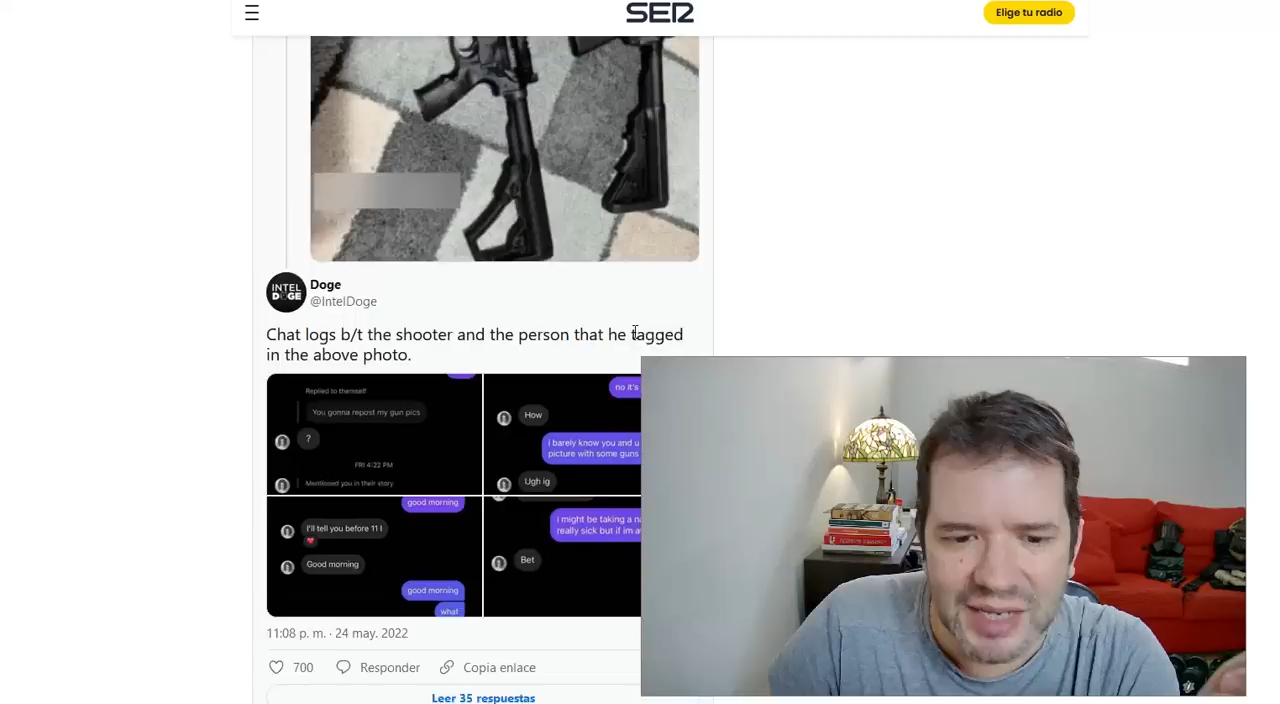 SER
Elige tu radio
INTEL
DOGE
Doge
@IntelDoge
Chat logs b/t the shooter and the person that he tagged
in the above photo.
Replied to themself
You gonna repost my gun pics
?
FRI 4:22 PM
Mentioned you in their story
no it's
How
i barely know you and u
picture with some guns
Ugh ig
good morning
I'll tell you before 11 I
Good morning
good morning
what
i might be taking a na
really sick but if im a
Bet
11:08 p. m. · 24 may. 2022
700
Responder
Copia enlace
Leer 35 respuestas